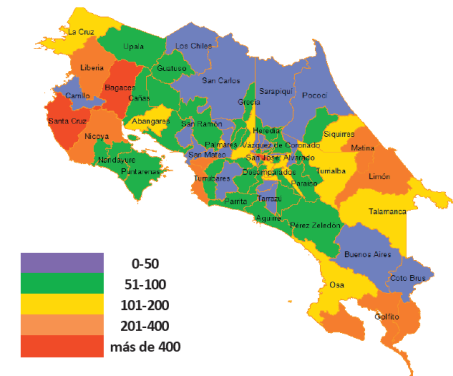 La Cruz
Upala
Los Chiles
Liberia
Guatuso
San Carlos
Sarapiquí
Pococí
Carrillo
Bagaces
Cañas
Grecia
Santa Cruz
Abangares
San Ramón
Heredia
Siquirres
Nicoya
Palmares
Vázquez de Coronado
Matina
San Mateo
San José
Alvarado
Nandayure
Desamparados
Turrialba
Limón
Puntarenas
Turrubares
Paraíso
Parrita
Tarrazú
Talamanca
Aguirre
Pérez Zeledón
Buenos Aires
Coto Brus
Osa
Golfito
0-50
51-100
101-200
201-400
más de 400